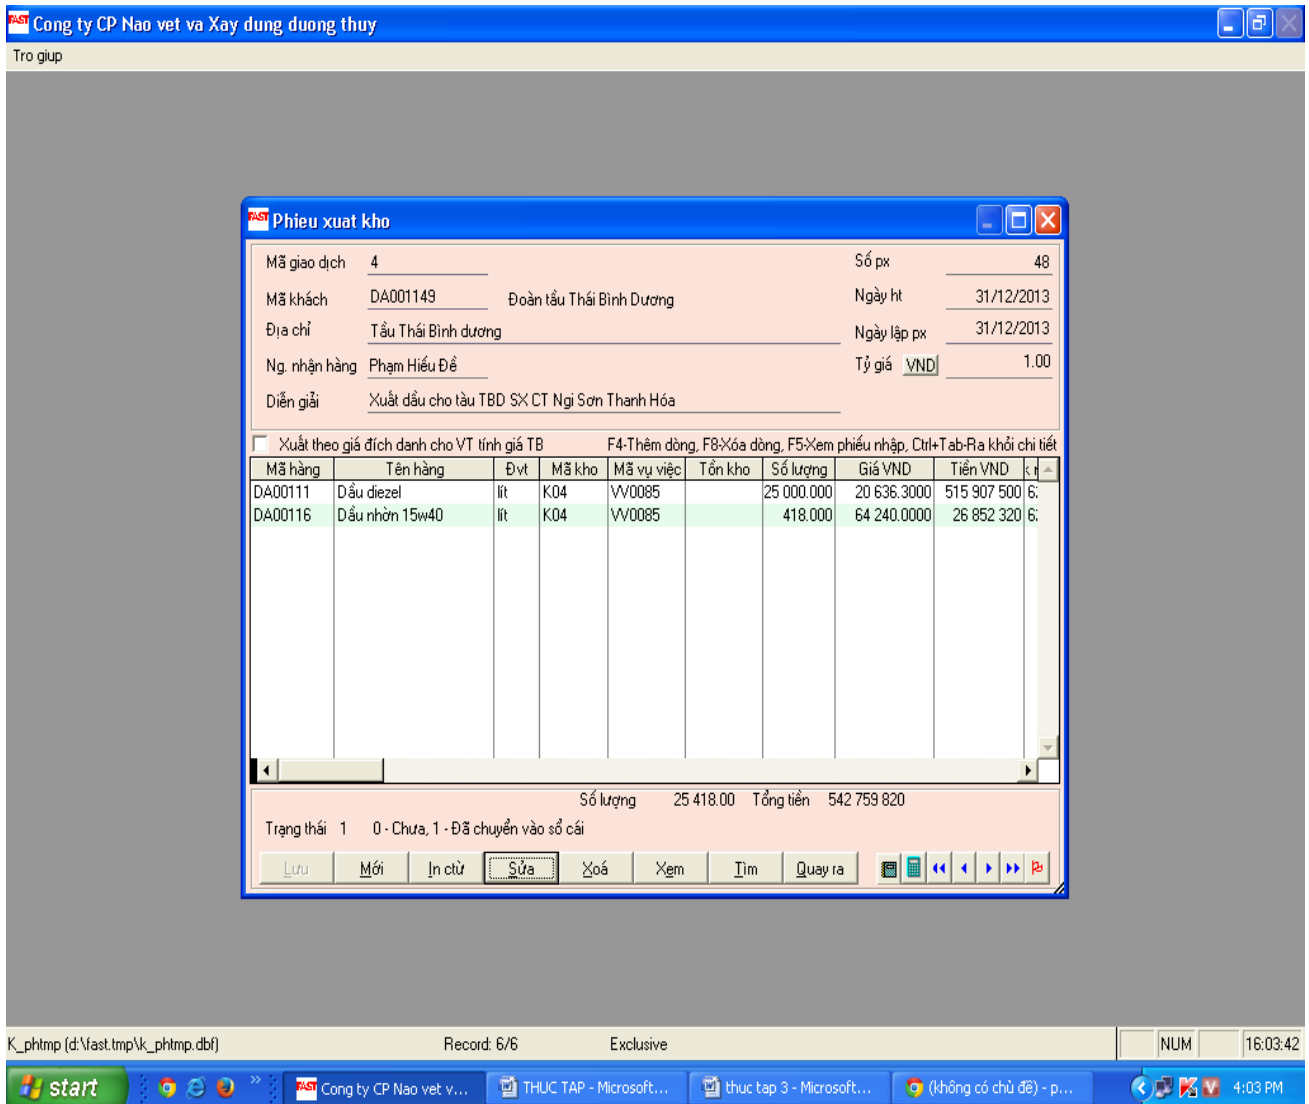 FAST Cong ty CP Nao vet va Xay dung duong thuy
Tro giup
FAST Phieu xuat kho
Mã giao dịch 4 Số px 48
Mã khách DA001149 Đoàn tầu Thái Bình Dương Ngày ht 31/12/2013
Địa chỉ Tầu Thái Bình dương Ngày lập px 31/12/2013
Ng. nhận hàng Phạm Hiếu Đề Tỷ giá VND 1.00
Diễn giải Xuất dầu cho tàu TBD SX CT Ngi Sơn Thanh Hóa
Xuất theo giá đích danh cho VT tính giá TB F4-Thêm dòng, F8-Xóa dòng, F5-Xem phiếu nhập, Ctrl+Tab-Ra khỏi chi tiết
Mã hàng Tên hàng Đvt Mã kho Mã vụ việc Tồn kho Số lượng Giá VND Tiền VND
DA00111 Dầu diezel lít K04 VV0085 25 000.000 20 636.3000 515 907 500 6
DA00116 Dầu nhờn 15w40 lít K04 VV0085 418.000 64 240.0000 26 852 320 6
Số lượng 25 418.00 Tổng tiền 542 759 820
Trạng thái 1 0 - Chưa, 1 - Đã chuyển vào sổ cái
Lưu Mới In ctừ Sửa Xoá Xem Tìm Quay ra
K_phtmp (d:\fast.tmp\k_phtmp.dbf) Record: 6/6 Exclusive NUM 16:03:42
start » FAST Cong ty CP Nao vet v... THUC TAP - Microsoft... thuc tap 3 - Microsoft... (không có chủ đề) - p... 4:03 PM